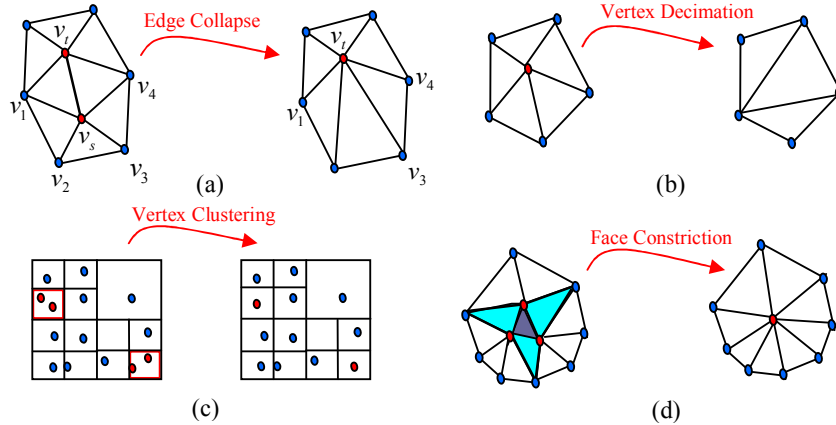 Edge Collapse
v_t
v_4
v_1
v_s
v_2
v_3
(a)
v_t
v_4
v_1
v_3
Vertex Decimation
(b)
Vertex Clustering
(c)
Face Constriction
(d)